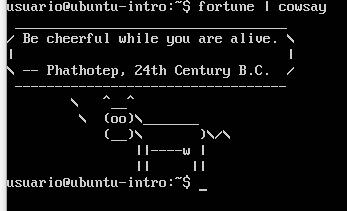 usuario@ubuntu-intro:~$ fortune | cowsay
 _________________________________
/ Be cheerful while you are alive. \
|                                  |
\ -- Phathotep, 24th Century B.C.  /
 ----------------------------------
        \   ^__^
         \  (oo)\_______
            (__)\       )\/\
                ||----w |
                ||     ||
usuario@ubuntu-intro:~$ _